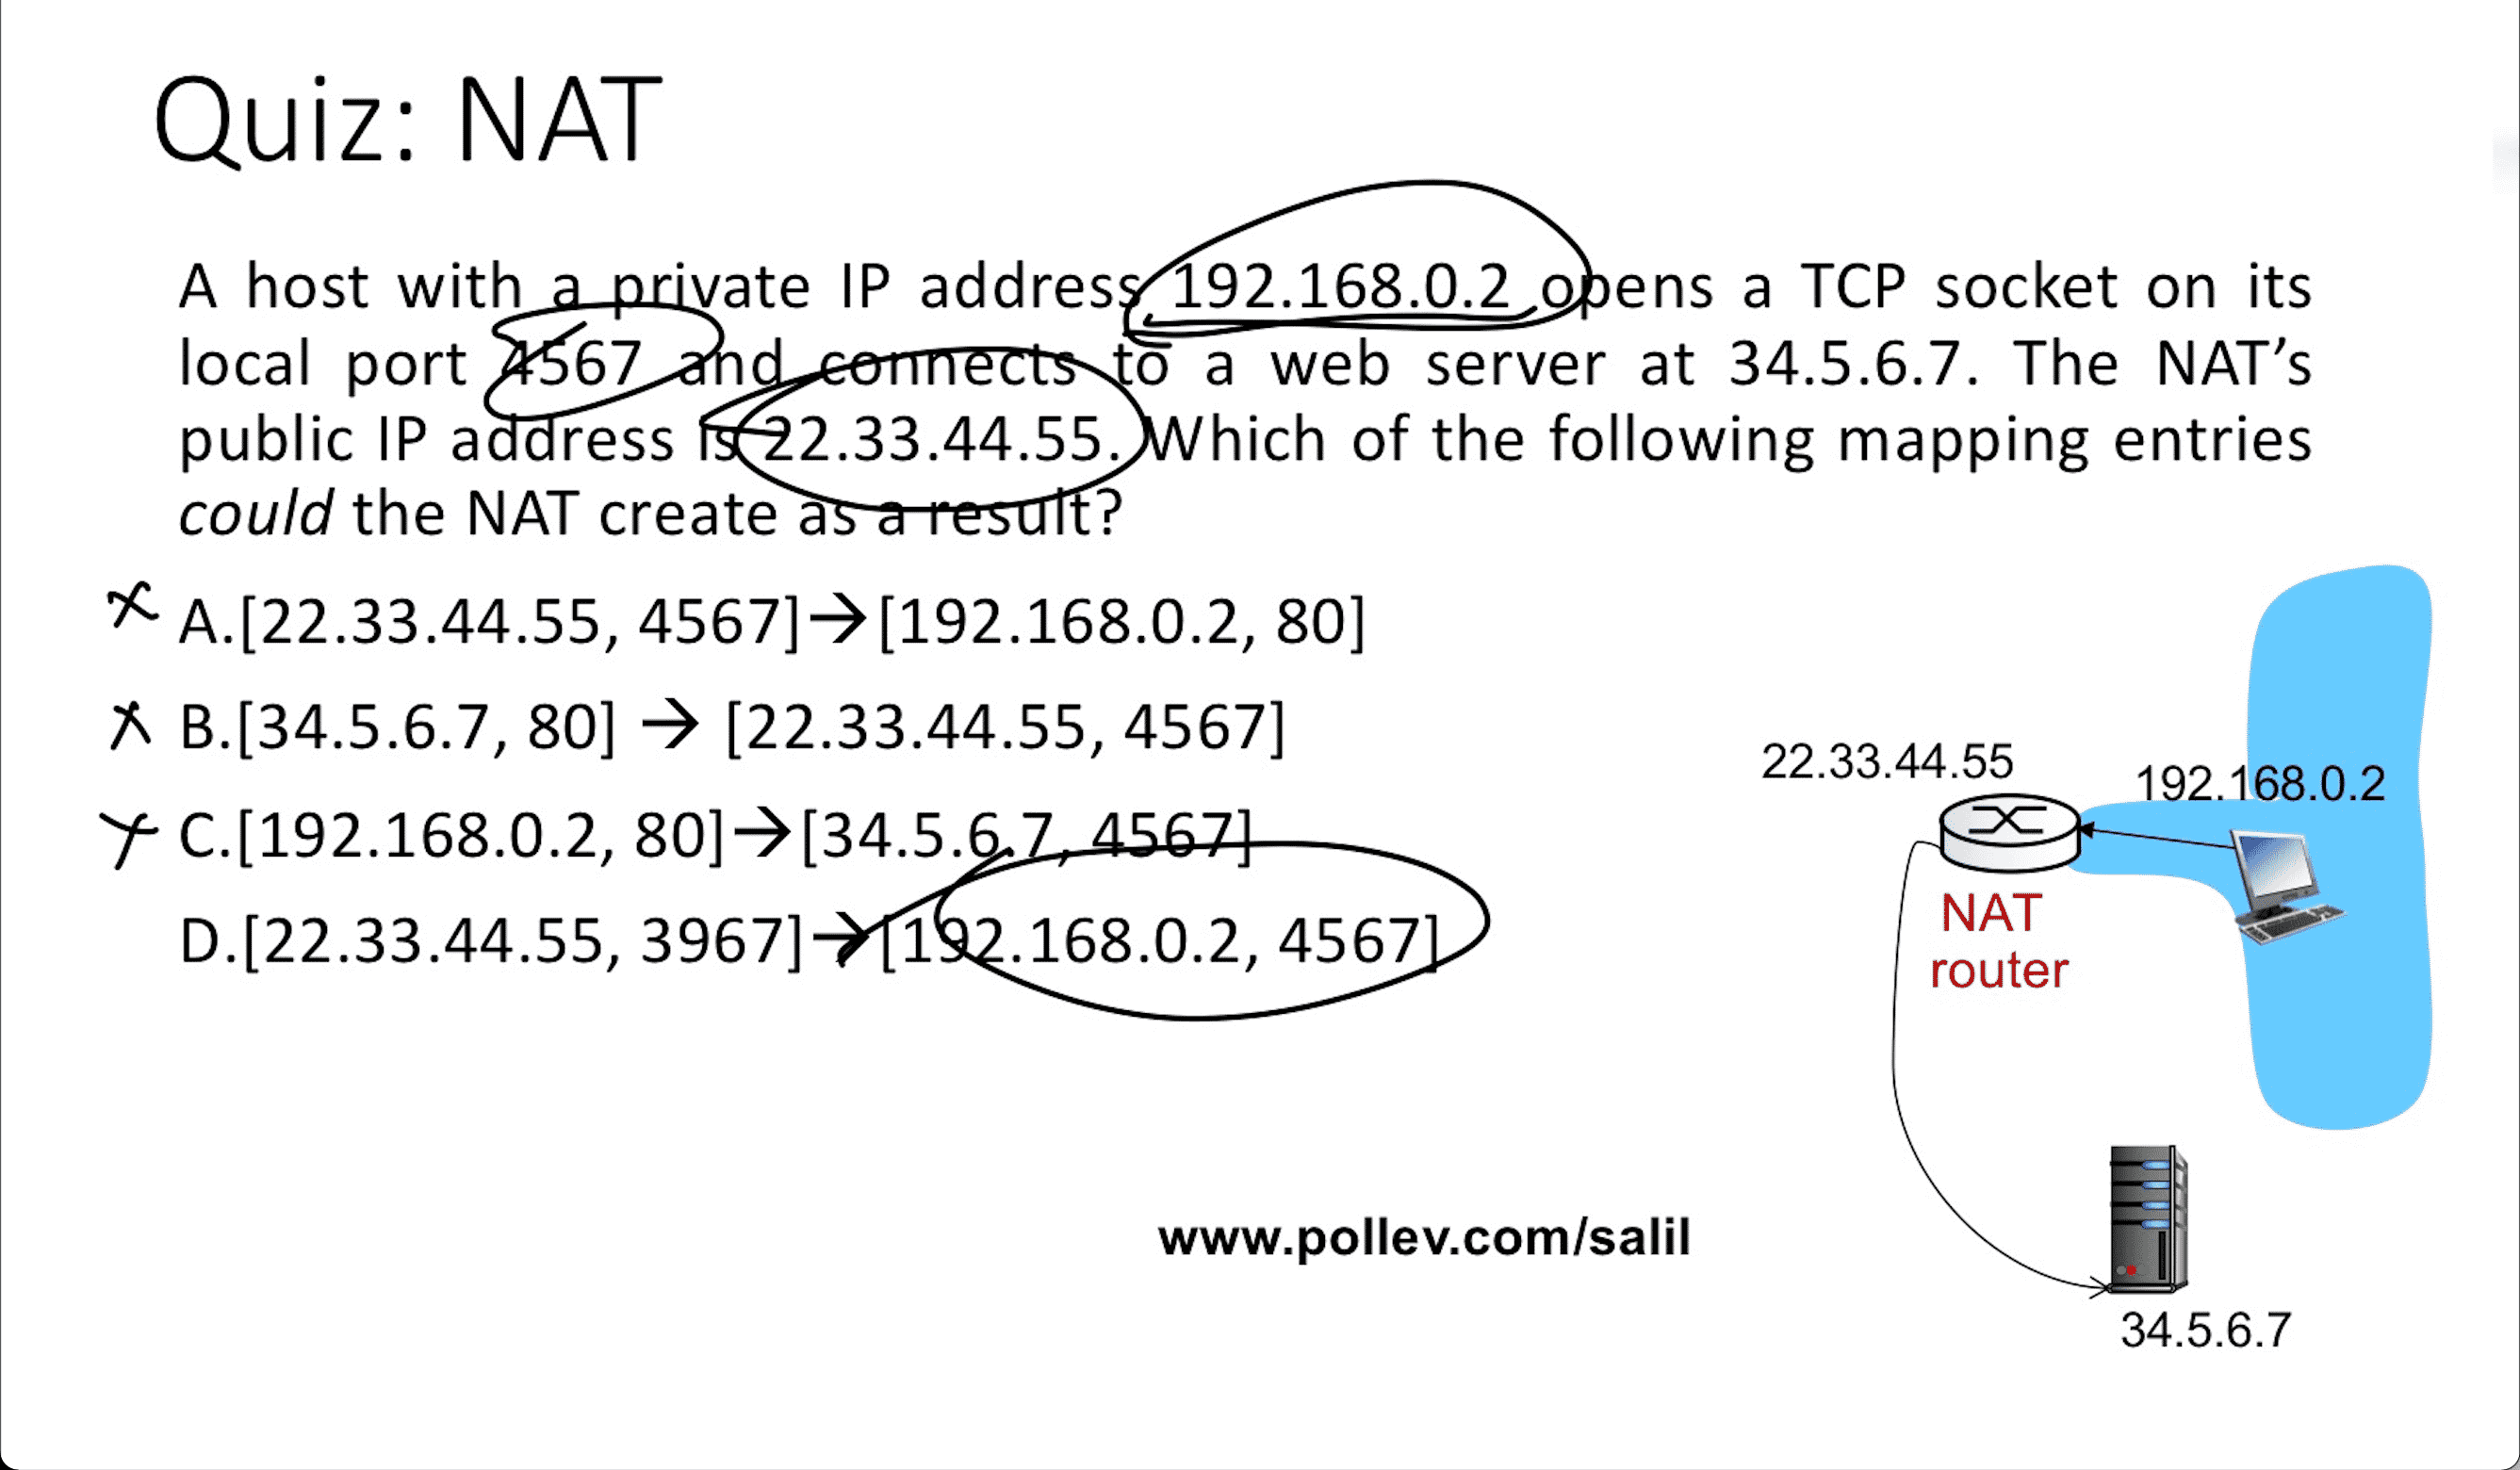 Quiz: NAT
A host with a private IP address 192.168.0.2 opens a TCP socket on its
local port 4567 and connects to a web server at 34.5.6.7. The NAT’s
public IP address is 22.33.44.55. Which of the following mapping entries
could the NAT create as a result?
A.[22.33.44.55, 4567]→[192.168.0.2, 80]
B.[34.5.6.7, 80] → [22.33.44.55, 4567]
C.[192.168.0.2, 80]→[34.5.6.7, 4567]
D.[22.33.44.55, 3967]→[192.168.0.2, 4567]
22.33.44.55
192.168.0.2
NAT
router
www.pollev.com/salil
34.5.6.7